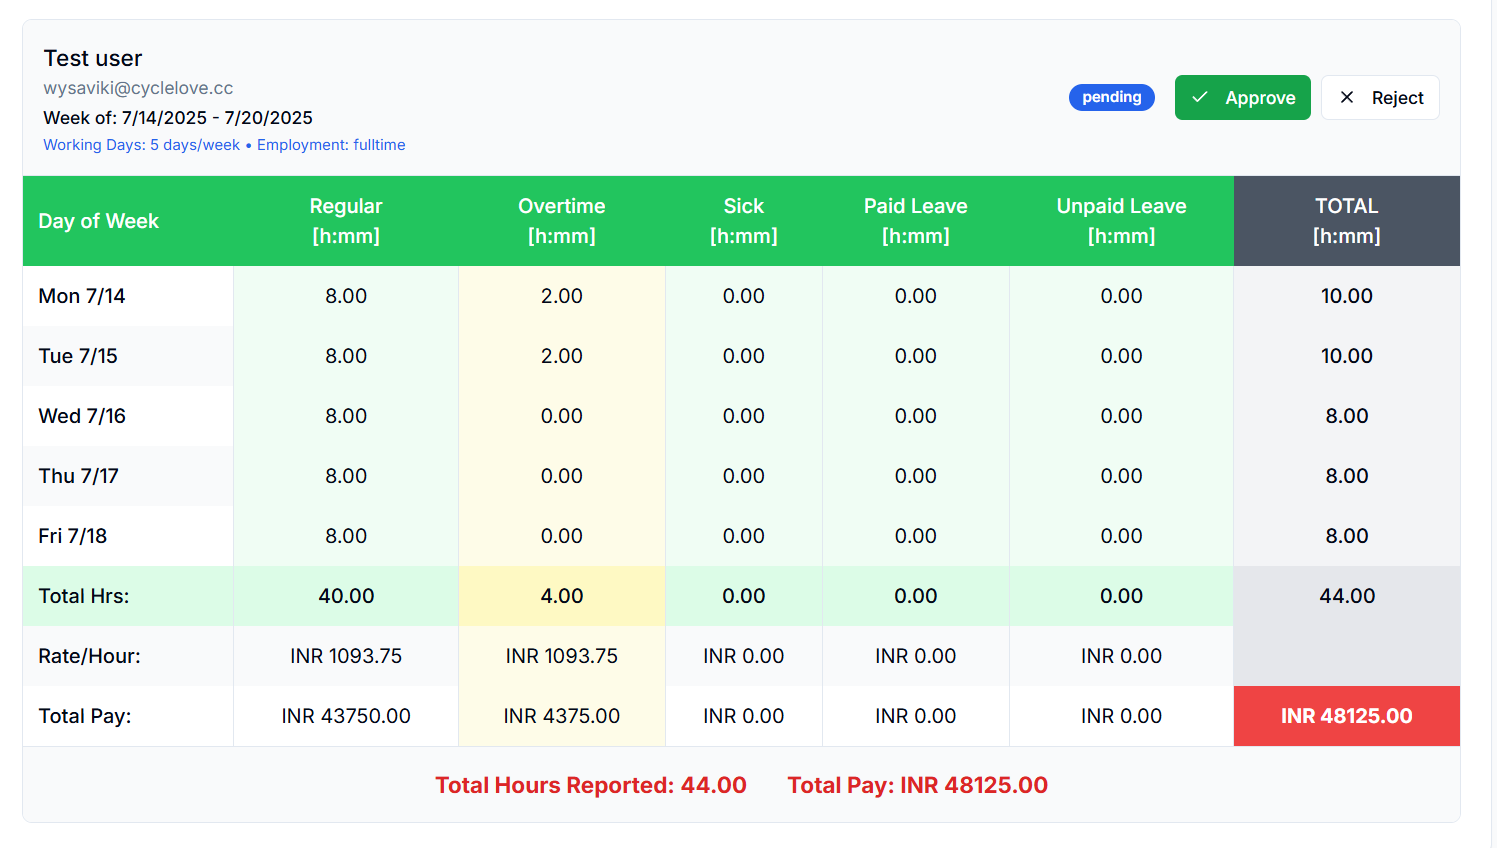 Test user
wysaviki@cyclelove.cc
Week of: 7/14/2025 - 7/20/2025
Working Days: 5 days/week • Employment: fulltime
pending
Approve
Reject
Day of Week Regular [h:mm] Overtime [h:mm] Sick [h:mm] Paid Leave [h:mm] Unpaid Leave [h:mm] TOTAL [h:mm]
Mon 7/14 8.00 2.00 0.00 0.00 0.00 10.00
Tue 7/15 8.00 2.00 0.00 0.00 0.00 10.00
Wed 7/16 8.00 0.00 0.00 0.00 0.00 8.00
Thu 7/17 8.00 0.00 0.00 0.00 0.00 8.00
Fri 7/18 8.00 0.00 0.00 0.00 0.00 8.00
Total Hrs: 40.00 4.00 0.00 0.00 0.00 44.00
Rate/Hour: INR 1093.75 INR 1093.75 INR 0.00 INR 0.00 INR 0.00
Total Pay: INR 43750.00 INR 4375.00 INR 0.00 INR 0.00 INR 0.00 INR 48125.00
Total Hours Reported: 44.00 Total Pay: INR 48125.00